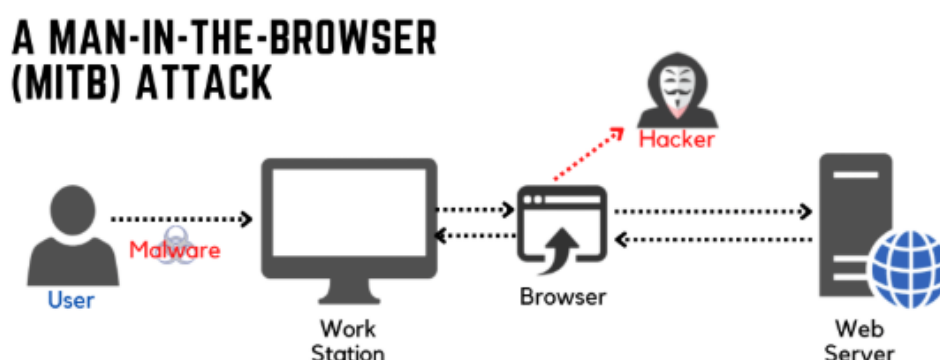 A MAN-IN-THE-BROWSER
(MITB) ATTACK
Hacker
Malware
User
Browser
Work
Station
Web
Server